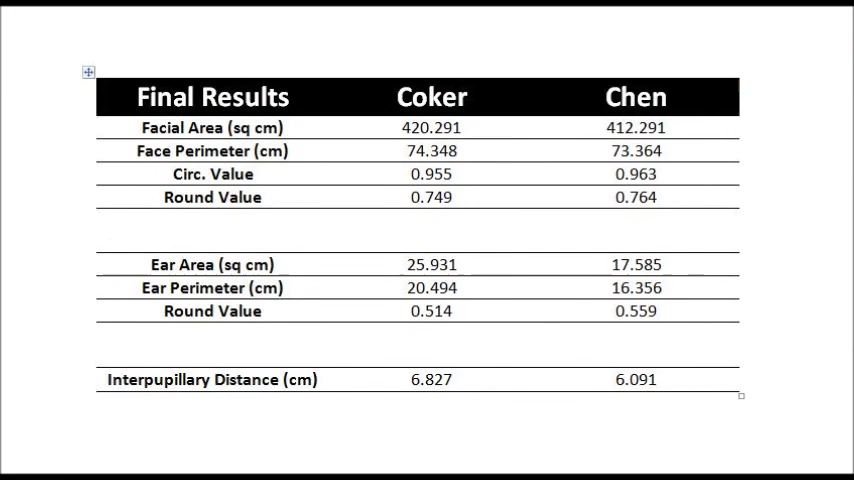 Final Results Coker Chen
Facial Area (sq cm) 420.291 412.291
Face Perimeter (cm) 74.348 73.364
Circ. Value 0.955 0.963
Round Value 0.749 0.764
Ear Area (sq cm) 25.931 17.585
Ear Perimeter (cm) 20.494 16.356
Round Value 0.514 0.559
Interpupillary Distance (cm) 6.827 6.091